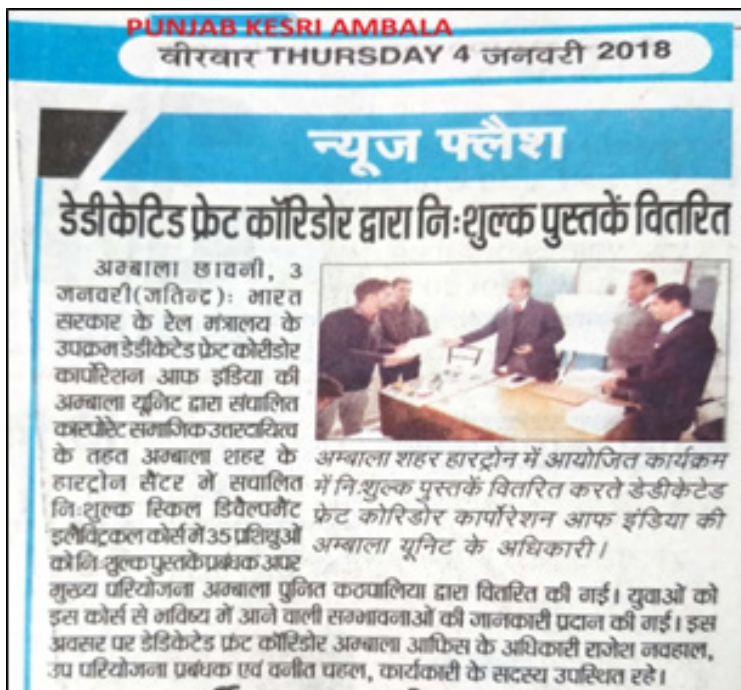 PUNJAB KESRI AMBALA
वीरवार THURSDAY 4 जनवरी 2018
न्यूज फ्लैश
डेडीकेटिड फ्रेट कॉरिडोर द्वारा निःशुल्क पुस्तकें वितरित
अम्बाला छावनी, 3
जनवरी(जतिन्द): भारत
सरकार के रेल मंत्रालय के
उपक्रम डेडीकेटेड फ्रेट कोरीडोर
कार्पोरेशन आफ इंडिया की
अम्बाला यूनिट द्वारा संचालित
कारपोरेट समाजिक उत्तरदायित्व
के तहत अम्बाला शहर के
हारट्रोन सैंटर में संचालित
निःशुल्क स्किल डिवैल्पमैंट
इलैक्ट्रिकल कोर्स में 35 प्रशिक्षुओं
को निःशुल्क पुस्तकें प्रबंधक अपर
मुख्य परियोजना अम्बाला पुनित कठपालिया द्वारा वितरित की गई। युवाओं को
इस कोर्स से भविष्य में आने वाली सम्भावनाओं की जानकारी प्रदान की गई। इस
अवसर पर डेडिकेटेड फ्रंट कॉरिडोर अम्बाला आफिस के अधिकारी राजेश नवहाल,
उप परियोजना प्रबंधक एवं वनीत चहल, कार्यकारी के सदस्य उपस्थित रहे।
अम्बाला शहर हारट्रोन में आयोजित कार्यक्रम
में निःशुल्क पुस्तकें वितरित करते डेडीकेटेड
फ्रेट कोरिडोर कार्पोरेशन आफ इंडिया की
अम्बाला यूनिट के अधिकारी।